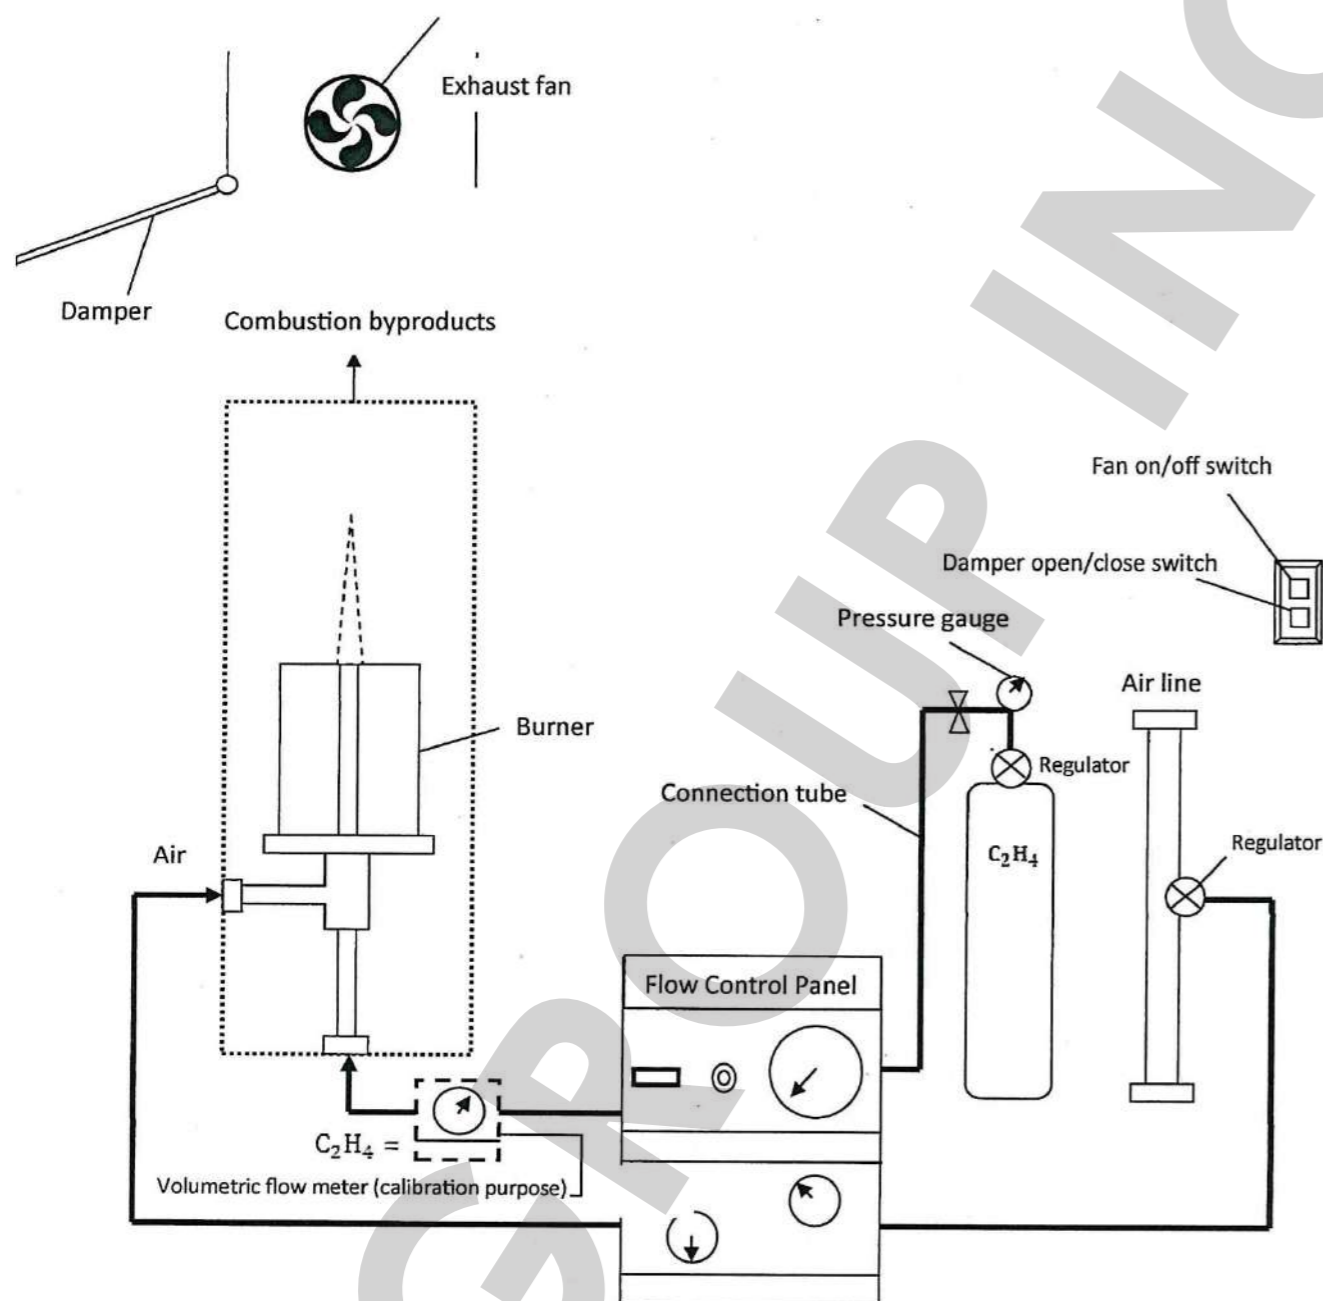 Exhaust fan
Damper
Combustion byproducts
Fan on/off switch
Damper open/close switch
Pressure gauge
Air line
Burner
Regulator
Connection tube
C₂H₄
Regulator
Air
Flow Control Panel
C₂H₄ =
Volumetric flow meter (calibration purpose)
GROUP INC